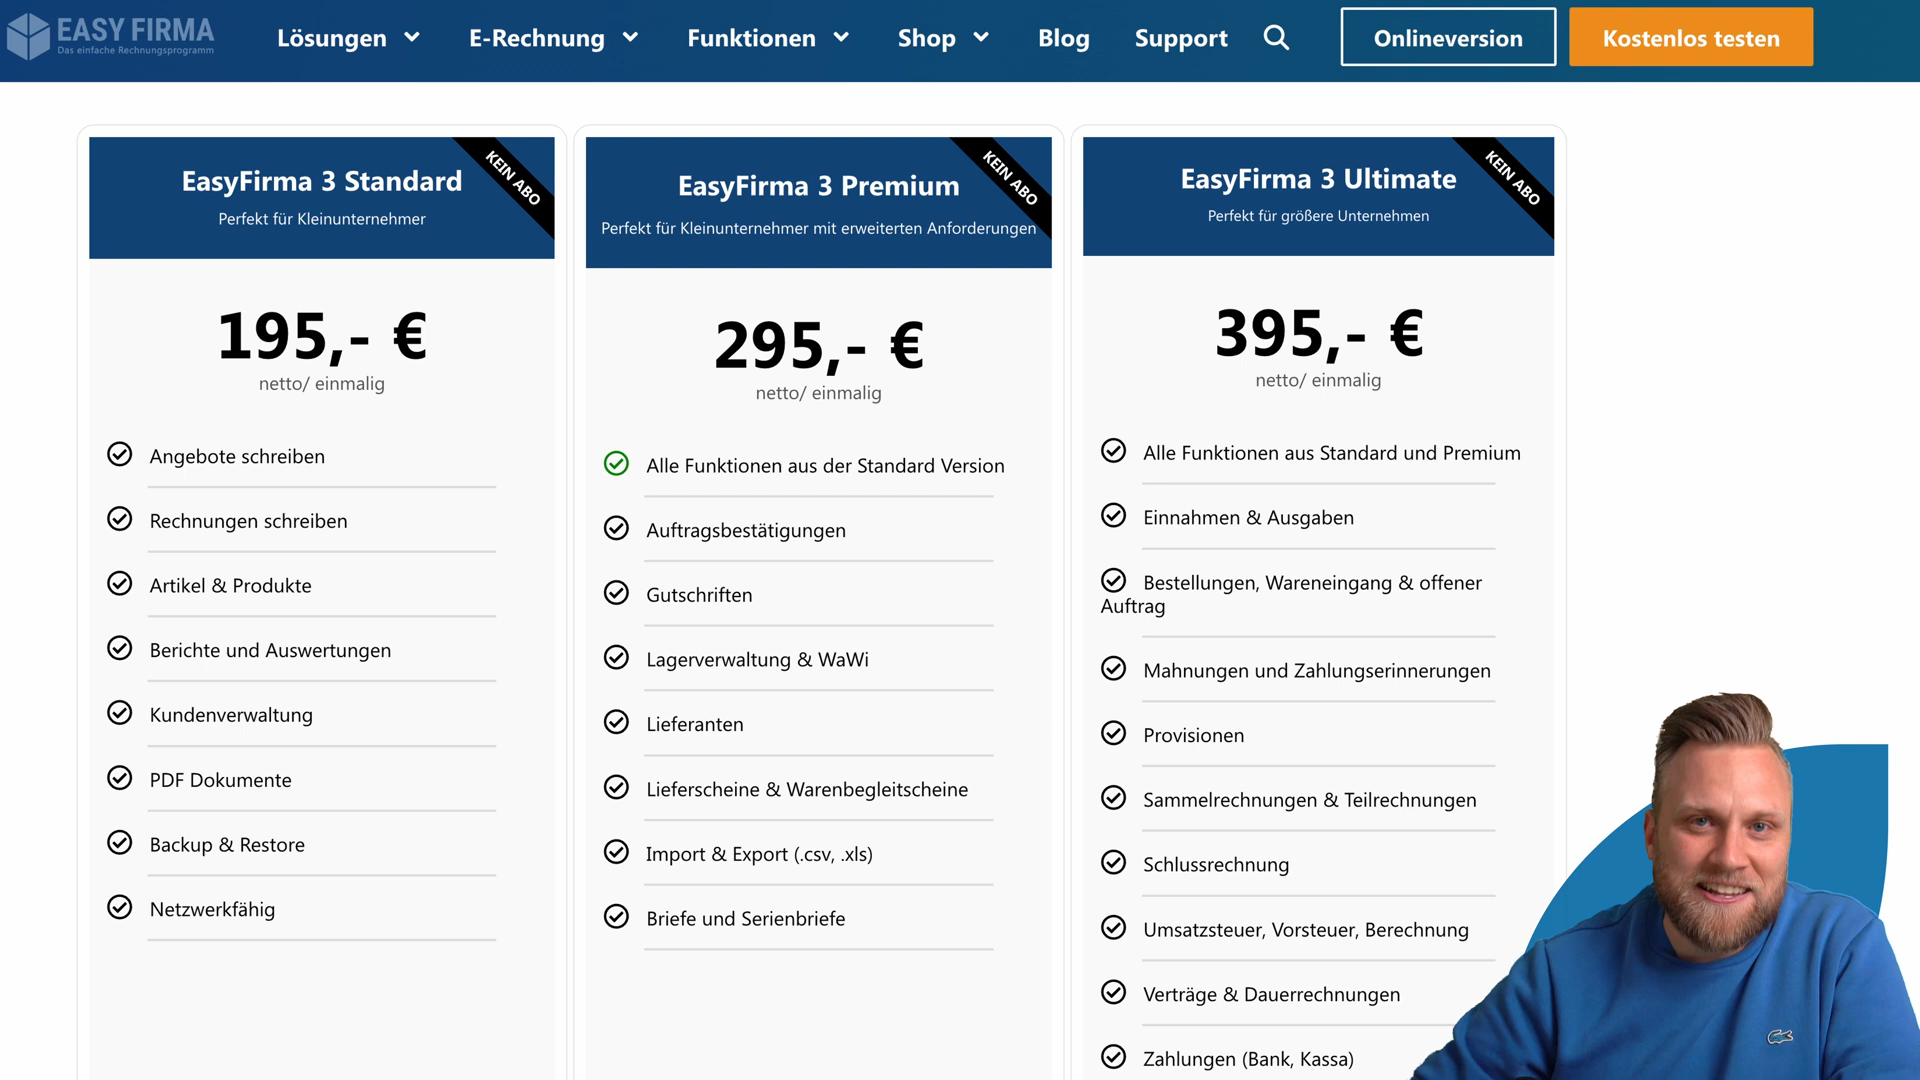 EASY FIRMA
Das einfache Rechnungsprogramm
Lösungen
E-Rechnung
Funktionen
Shop
Blog
Support
Onlineversion
Kostenlos testen
EasyFirma 3 Standard
Perfekt für Kleinunternehmer
KEIN ABO
195,- €
netto/ einmalig
Angebote schreiben
Rechnungen schreiben
Artikel & Produkte
Berichte und Auswertungen
Kundenverwaltung
PDF Dokumente
Backup & Restore
Netzwerkfähig
EasyFirma 3 Premium
Perfekt für Kleinunternehmer mit erweiterten Anforderungen
KEIN ABO
295,- €
netto/ einmalig
Alle Funktionen aus der Standard Version
Auftragsbestätigungen
Gutschriften
Lagerverwaltung & WaWi
Lieferanten
Lieferscheine & Warenbegleitscheine
Import & Export (.csv, .xls)
Briefe und Serienbriefe
EasyFirma 3 Ultimate
Perfekt für größere Unternehmen
KEIN ABO
395,- €
netto/ einmalig
Alle Funktionen aus Standard und Premium
Einnahmen & Ausgaben
Bestellungen, Wareneingang & offener
Auftrag
Mahnungen und Zahlungserinnerungen
Provisionen
Sammelrechnungen & Teilrechnungen
Schlussrechnung
Umsatzsteuer, Vorsteuer, Berechnung
Verträge & Dauerrechnungen
Zahlungen (Bank, Kassa)